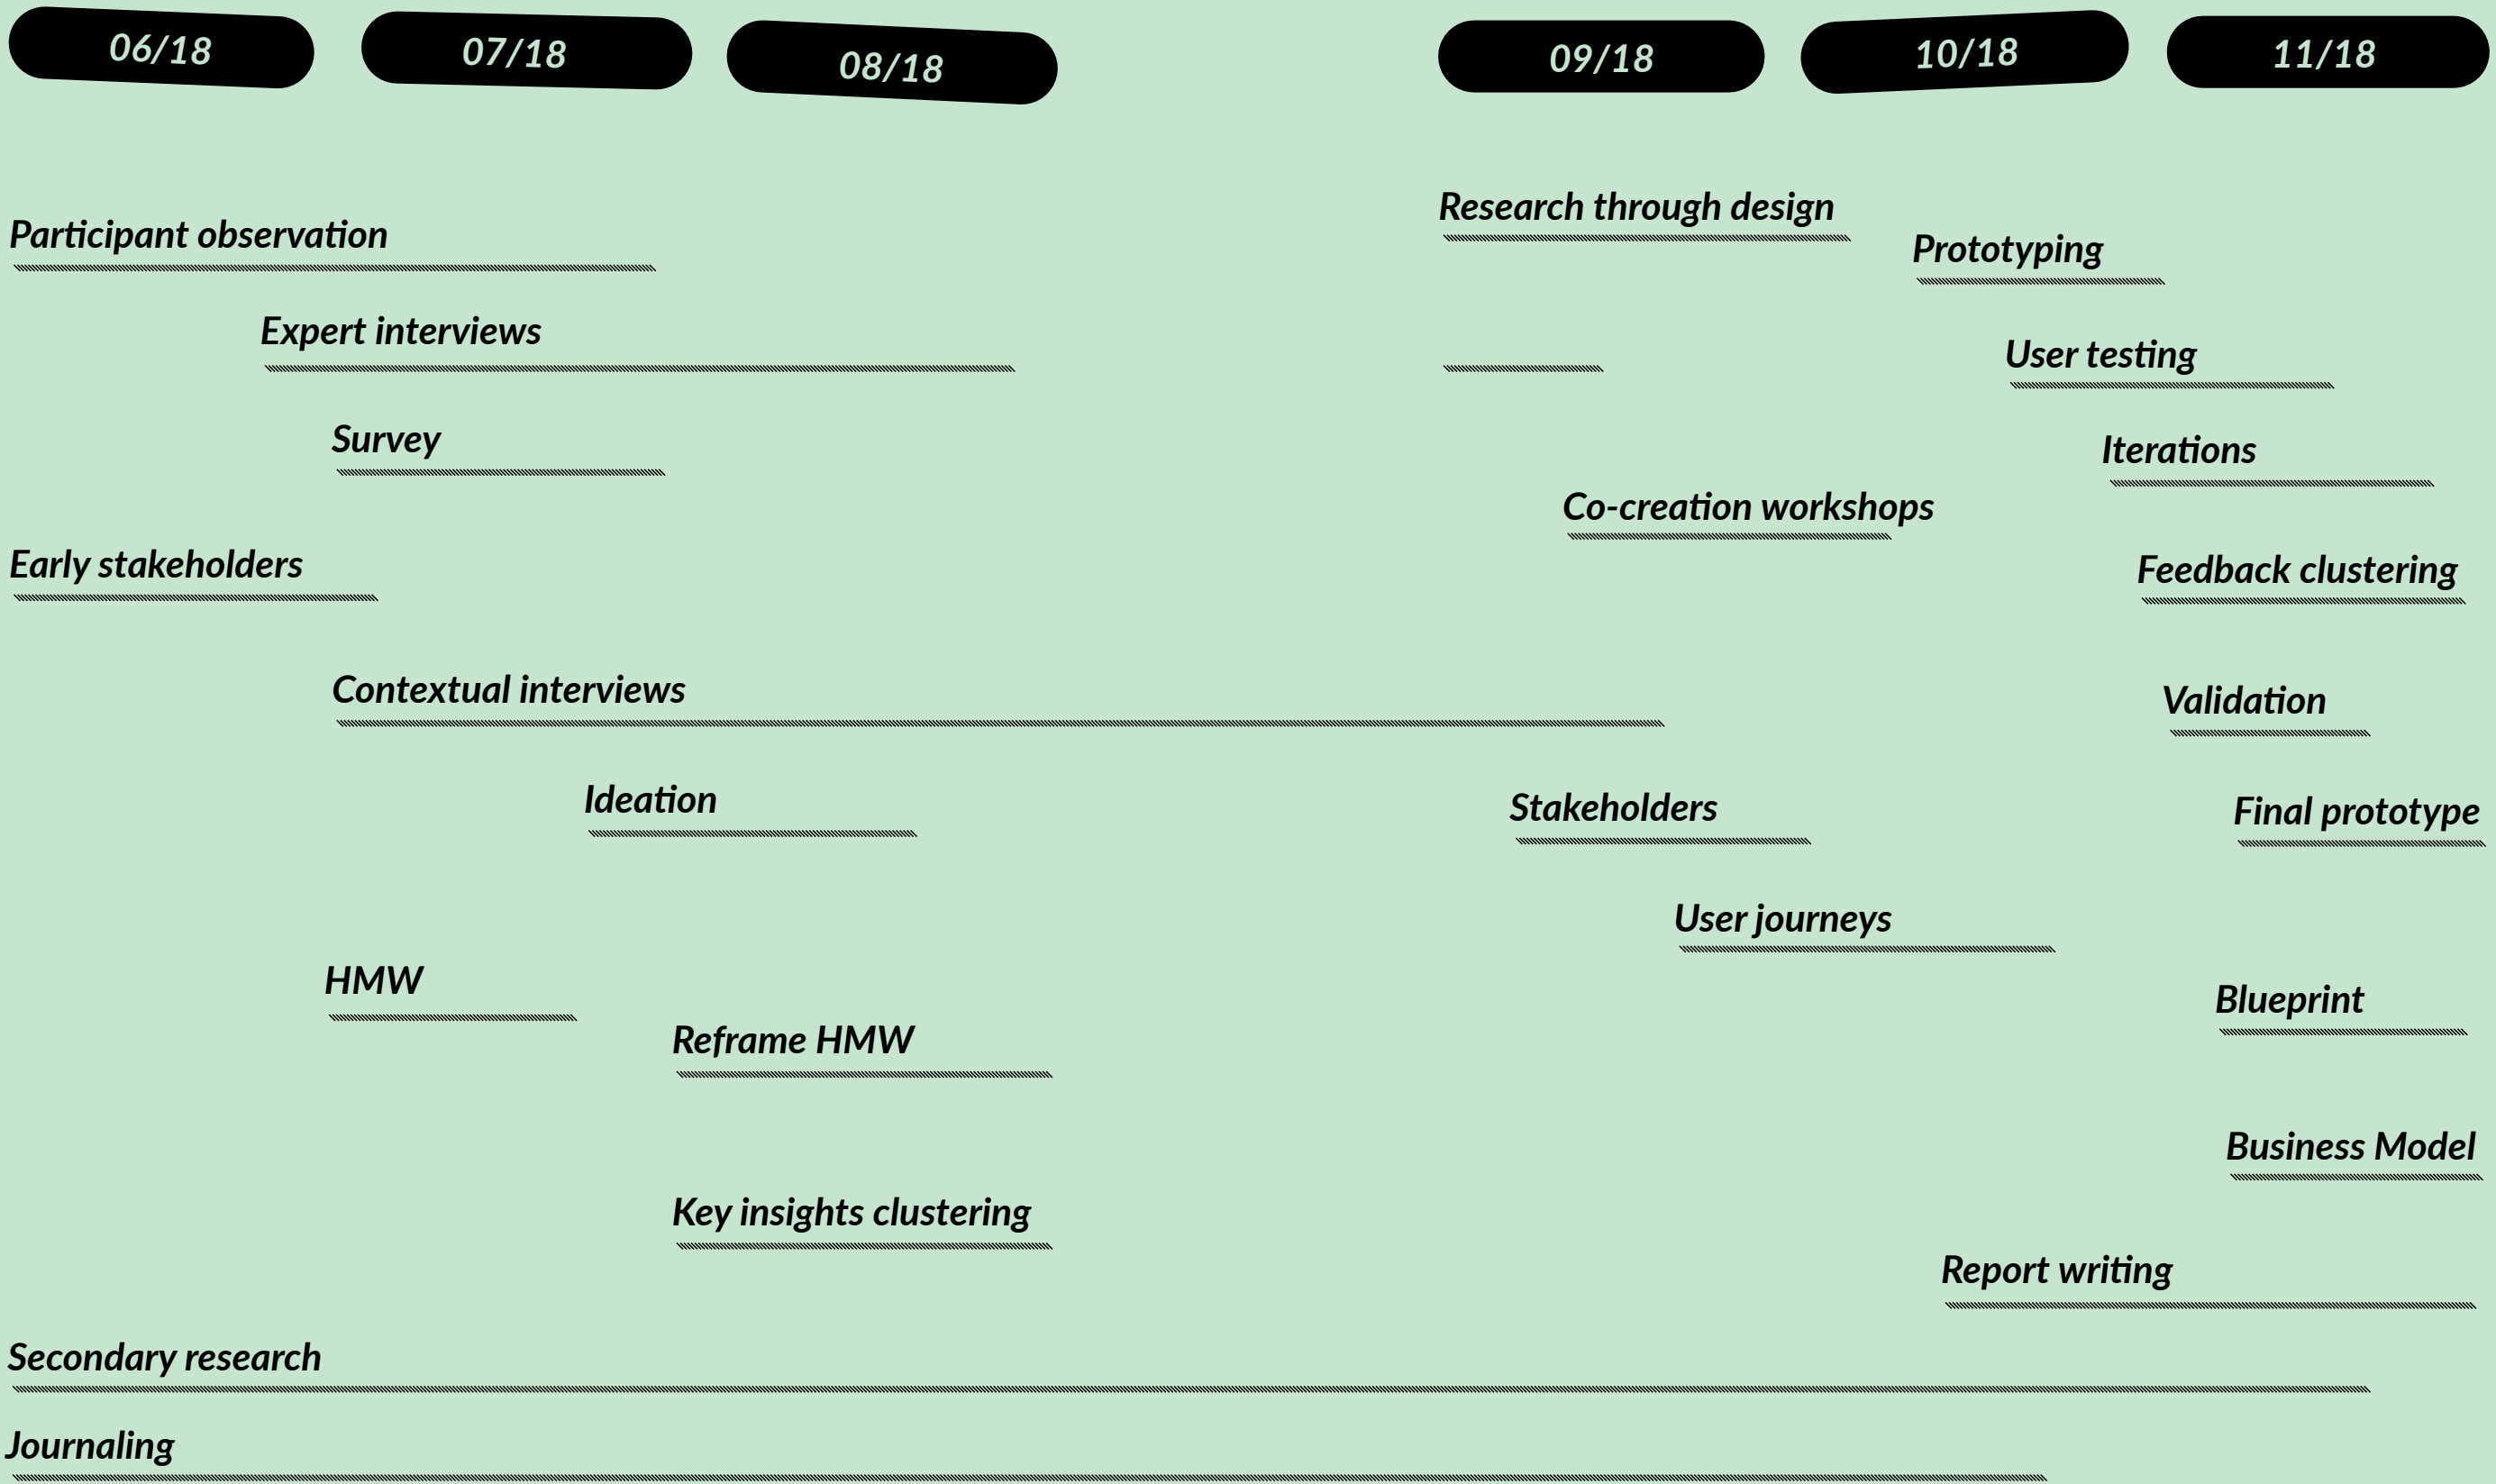 06/18
07/18
08/18
09/18
10/18
11/18
Research through design
Participant observation
Prototyping
Expert interviews
User testing
Survey
Iterations
Co-creation workshops
Early stakeholders
Feedback clustering
Contextual interviews
Validation
Ideation
Stakeholders
Final prototype
User journeys
HMW
Blueprint
Reframe HMW
Business Model
Key insights clustering
Report writing
Secondary research
Journaling